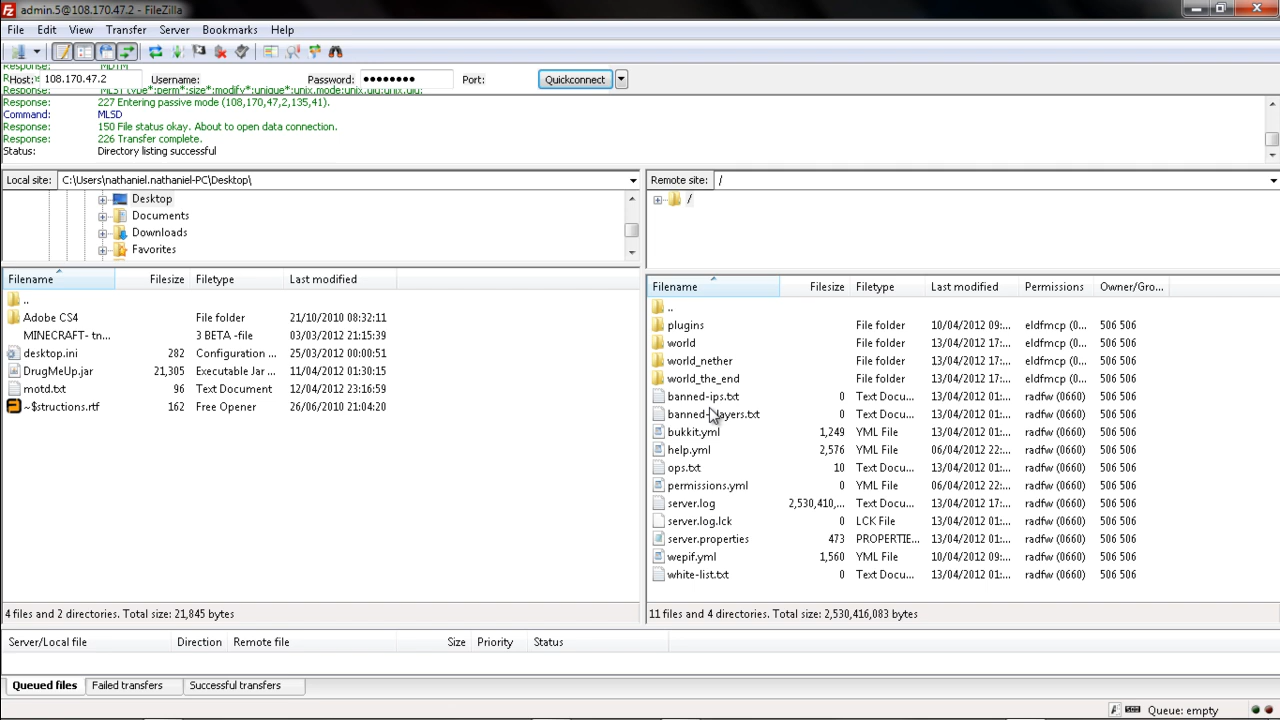 admin.5@108.170.47.2 - FileZilla
File Edit View Transfer Server Bookmarks Help
Host: 108.170.47.2 Username: Password: •••••••• Port: Quickconnect
Response: 227 Entering passive mode (108,170,47,2,135,41).
Command: MLSD
Response: 150 File status okay. About to open data connection.
Response: 226 Transfer complete.
Status: Directory listing successful
Local site: C:\Users\nathaniel.nathaniel-PC\Desktop\
Desktop
Documents
Downloads
Favorites
Filename Filesize Filetype Last modified
..
Adobe CS4 File folder 21/10/2010 08:32:11
MINECRAFT- tn... 3 BETA -file 03/03/2012 21:15:39
desktop.ini 282 Configuration ... 25/03/2012 00:00:51
DrugMeUp.jar 21,305 Executable Jar ... 11/04/2012 01:30:15
motd.txt 96 Text Document 12/04/2012 23:16:59
~$structions.rtf 162 Free Opener 26/06/2010 21:04:20
4 files and 2 directories. Total size: 21,845 bytes
Remote site: /
/
Filename Filesize Filetype Last modified Permissions Owner/Gro...
..
plugins File folder 10/04/2012 09:... eldfmcp (0... 506 506
world File folder 13/04/2012 17:... eldfmcp (0... 506 506
world_nether File folder 13/04/2012 17:... eldfmcp (0... 506 506
world_the_end File folder 13/04/2012 17:... eldfmcp (0... 506 506
banned-ips.txt 0 Text Docu... 13/04/2012 01:... radfw (0660) 506 506
banned-players.txt 0 Text Docu... 13/04/2012 01:... radfw (0660) 506 506
bukkit.yml 1,249 YML File 13/04/2012 01:... radfw (0660) 506 506
help.yml 2,576 YML File 06/04/2012 22:... radfw (0660) 506 506
ops.txt 10 Text Docu... 13/04/2012 01:... radfw (0660) 506 506
permissions.yml 0 YML File 06/04/2012 22:... radfw (0660) 506 506
server.log 2,530,410,... Text Docu... 13/04/2012 17:... radfw (0660) 506 506
server.log.lck 0 LCK File 13/04/2012 01:... radfw (0660) 506 506
server.properties 473 PROPERTIE... 13/04/2012 01:... radfw (0660) 506 506
wepif.yml 1,560 YML File 10/04/2012 09:... radfw (0660) 506 506
white-list.txt 0 Text Docu... 13/04/2012 01:... radfw (0660) 506 506
11 files and 4 directories. Total size: 2,530,416,083 bytes
Server/Local file Direction Remote file Size Priority Status
Queued files Failed transfers Successful transfers
Queue: empty